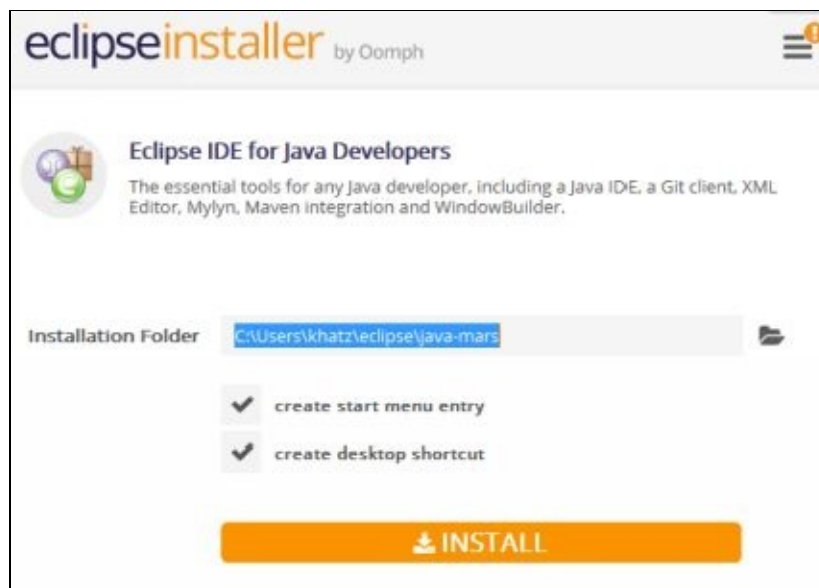 eclipseinstaller by Oomph
Eclipse IDE for Java Developers
The essential tools for any Java developer, including a Java IDE, a Git client, XML
Editor, Mylyn, Maven integration and WindowBuilder.
Installation Folder C:\Users\khatz\eclipse\java-mars
create start menu entry
create desktop shortcut
INSTALL